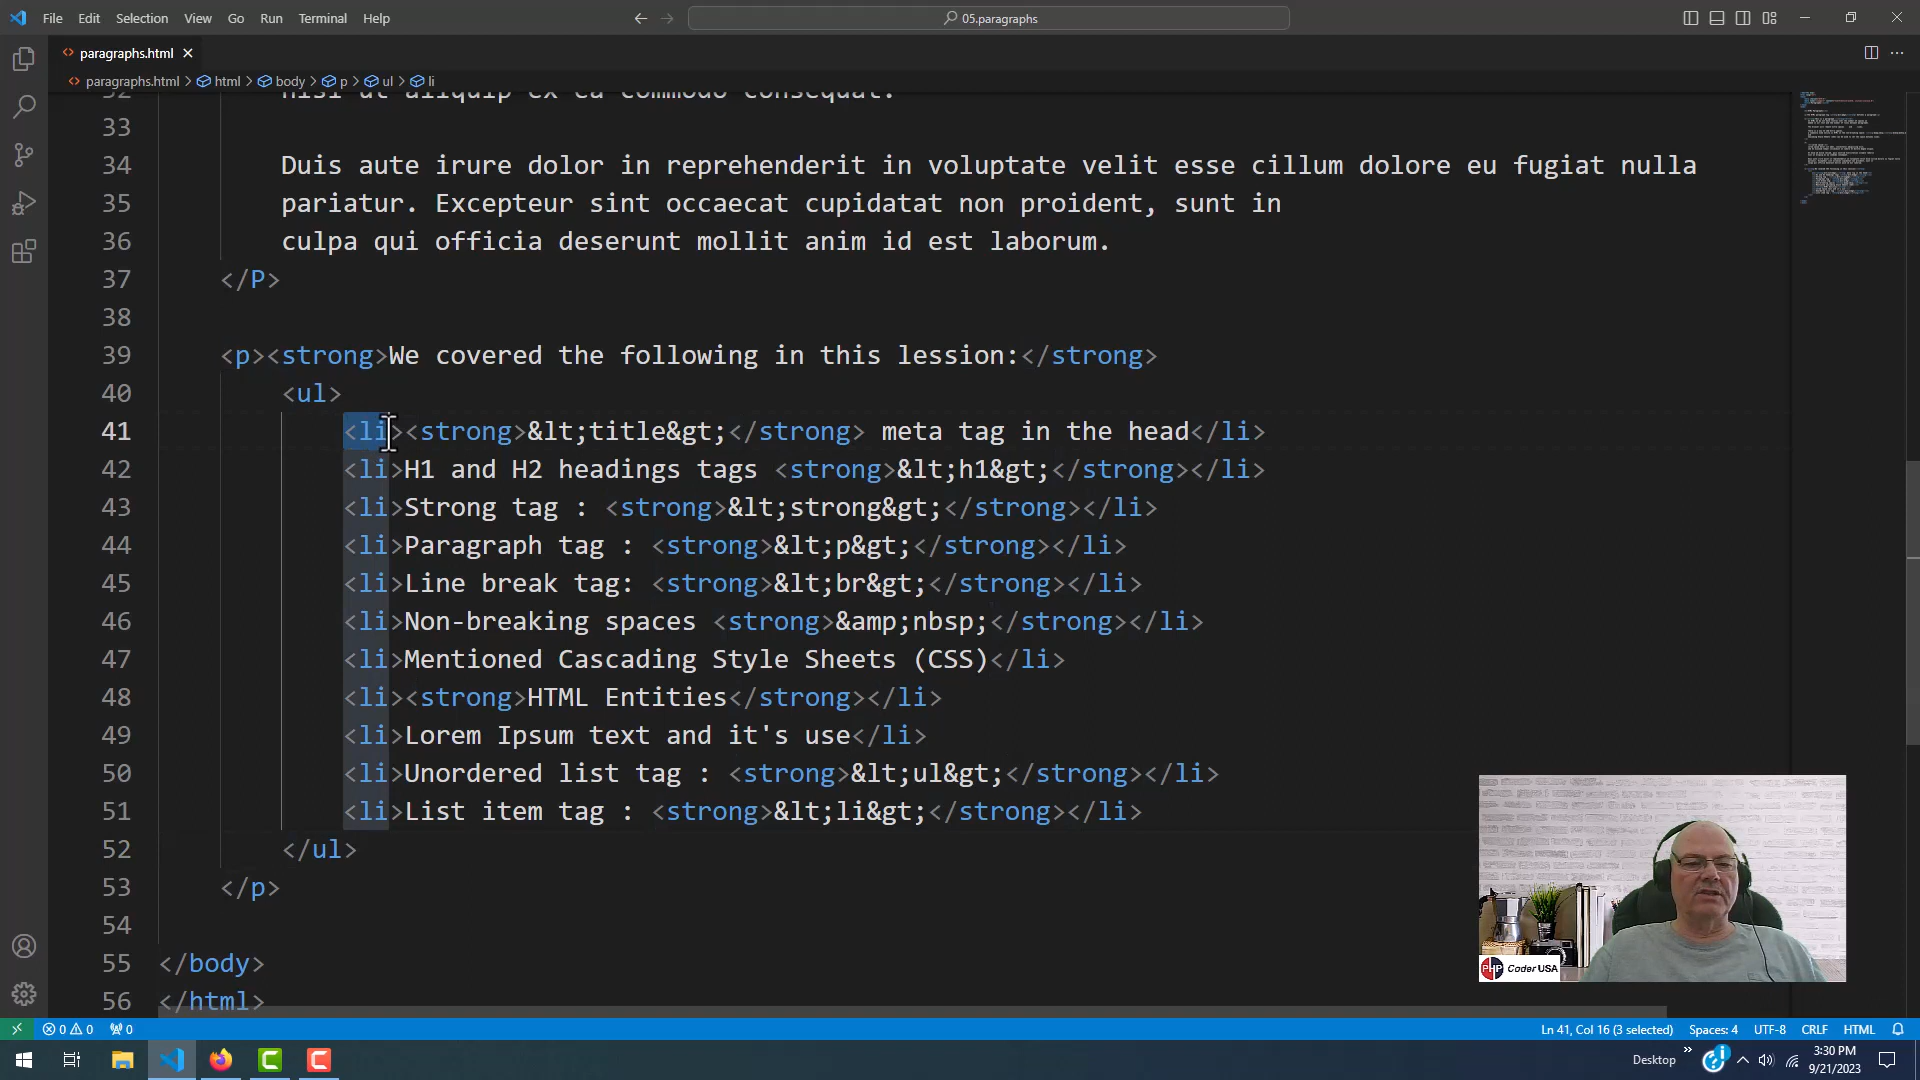 File Edit Selection View Go Run Terminal Help
05.paragraphs
paragraphs.html
paragraphs.html > html > body > p > ul > li
32 nisi ut aliquip ex ea commodo consequat.
33
34 Duis aute irure dolor in reprehenderit in voluptate velit esse cillum dolore eu fugiat nulla
35 pariatur. Excepteur sint occaecat cupidatat non proident, sunt in
36 culpa qui officia deserunt mollit anim id est laborum.
37 </P>
38
39 <p><strong>We covered the following in this lession:</strong>
40 <ul>
41 <li><strong>&lt;title&gt;</strong> meta tag in the head</li>
42 <li>H1 and H2 headings tags <strong>&lt;h1&gt;</strong></li>
43 <li>Strong tag : <strong>&lt;strong&gt;</strong></li>
44 <li>Paragraph tag : <strong>&lt;p&gt;</strong></li>
45 <li>Line break tag: <strong>&lt;br&gt;</strong></li>
46 <li>Non-breaking spaces <strong>&amp;nbsp;</strong></li>
47 <li>Mentioned Cascading Style Sheets (CSS)</li>
48 <li><strong>HTML Entities</strong></li>
49 <li>Lorem Ipsum text and it's use</li>
50 <li>Unordered list tag : <strong>&lt;ul&gt;</strong></li>
51 <li>List item tag : <strong>&lt;li&gt;</strong></li>
52 </ul>
53 </p>
54
55 </body>
56 </html>
PHP Coder USA
0 0 0
Ln 41, Col 16 (3 selected) Spaces: 4 UTF-8 CRLF HTML
Desktop
3:30 PM
9/21/2023